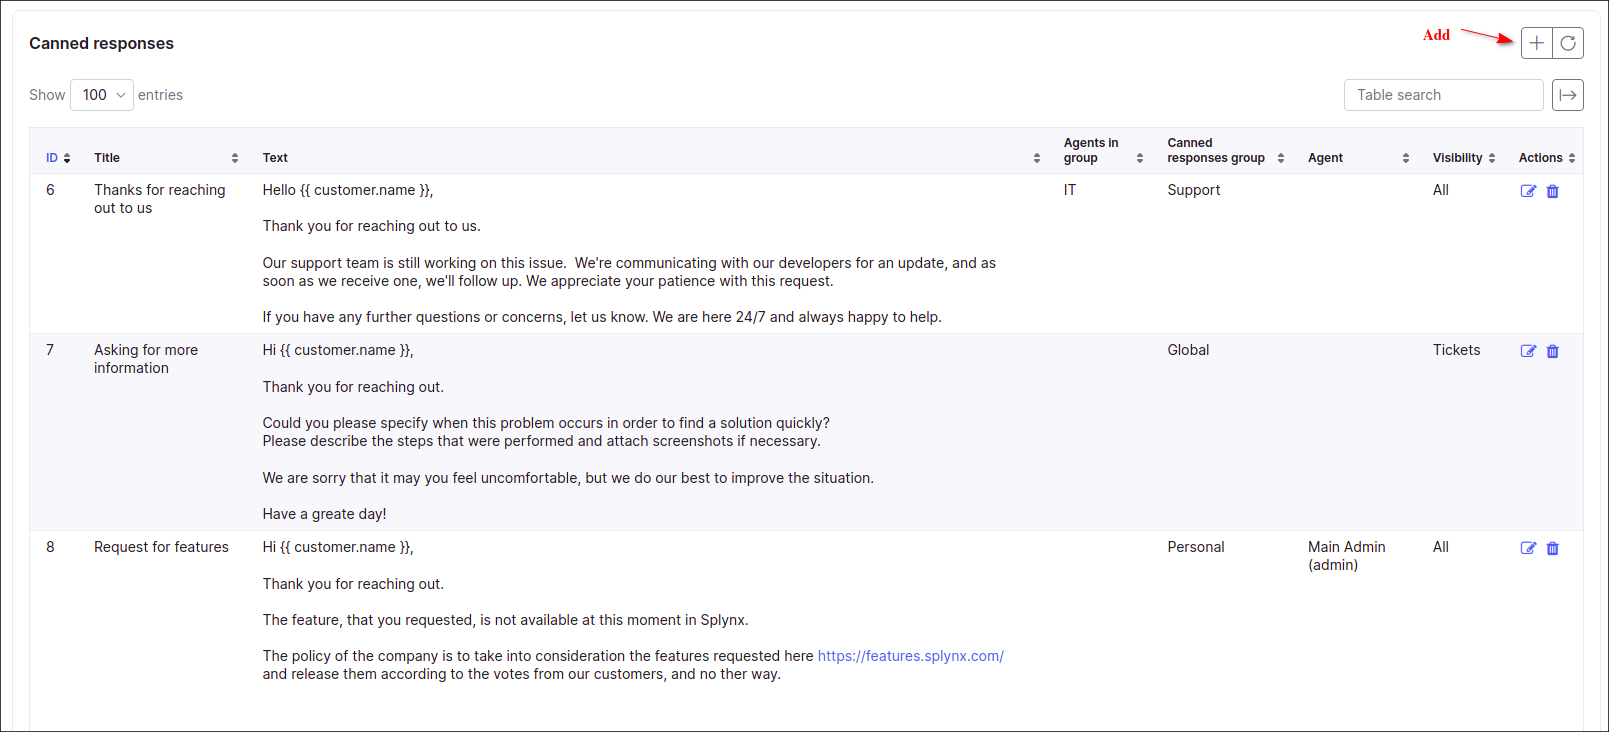 Canned responses
Add
Show 100 entries
Table search
ID Title Text Agents in group Canned responses group Agent Visibility Actions
6 Thanks for reaching out to us
Hello {{ customer.name }},
Thank you for reaching out to us.
Our support team is still working on this issue.  We're communicating with our developers for an update, and as
soon as we receive one, we'll follow up. We appreciate your patience with this request.
If you have any further questions or concerns, let us know. We are here 24/7 and always happy to help.
IT
Support
All
7 Asking for more information
Hi {{ customer.name }},
Thank you for reaching out.
Could you please specify when this problem occurs in order to find a solution quickly?
Please describe the steps that were performed and attach screenshots if necessary.
We are sorry that it may you feel uncomfortable, but we do our best to improve the situation.
Have a greate day!
Global
Tickets
8 Request for features
Hi {{ customer.name }},
Thank you for reaching out.
The feature, that you requested, is not available at this moment in Splynx.
The policy of the company is to take into consideration the features requested here https://features.splynx.com/
and release them according to the votes from our customers, and no ther way.
Personal
Main Admin
(admin)
All